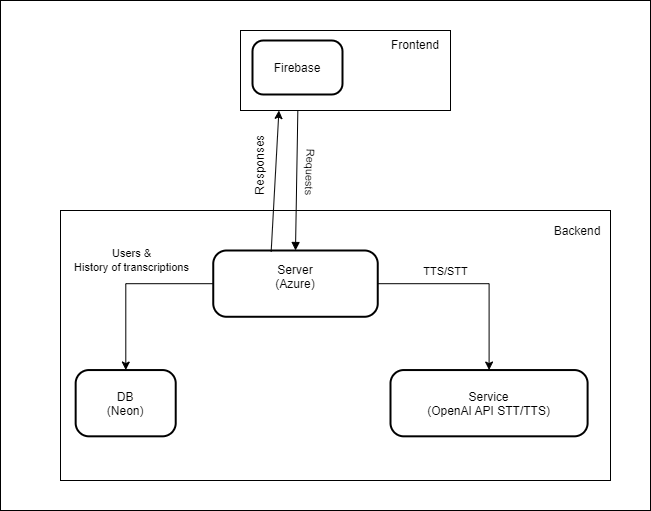 Frontend
Firebase
Responses
Requests
Backend
Users &
History of transcriptions
Server
(Azure)
TTS/STT
DB
(Neon)
Service
(OpenAI API STT/TTS)